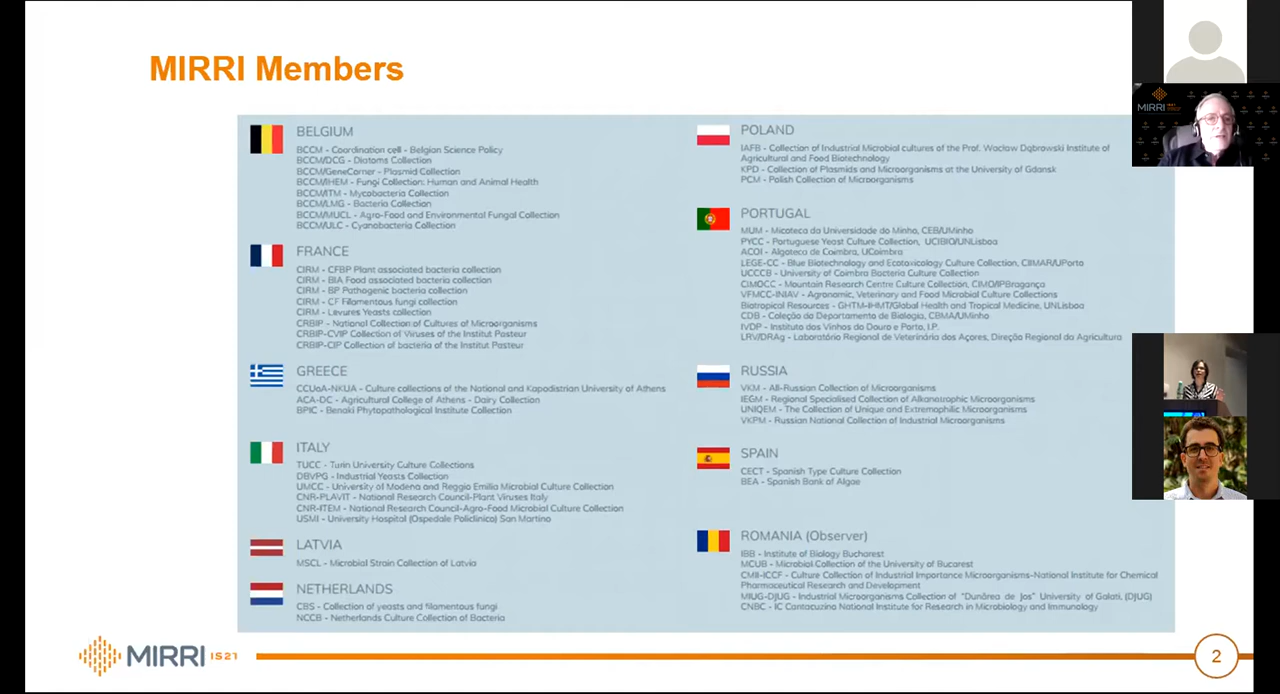 MIRRI Members
BELGIUM
BCCM - Coordination cell - Belgian Science Policy
BCCM/DCG - Diatoms Collection
BCCM/GeneCorner - Plasmid Collection
BCCM/IHEM - Fungi Collection: Human and Animal Health
BCCM/ITM - Mycobacteria Collection
BCCM/LMG - Bacteria Collection
BCCM/MUCL - Agro-Food and Environmental Fungal Collection
BCCM/ULC - Cyanobacteria Collection
FRANCE
CIRM - CFBP Plant associated bacteria collection
CIRM - BIA Food associated bacteria collection
CIRM - BP Pathogenic bacteria collection
CIRM - CF Filamentous fungi collection
CIRM - Levures Yeasts collection
CRBIP - National Collection of Cultures of Microorganisms
CRBIP-CVIP Collection of Viruses of the Institut Pasteur
CRBIP-CIP Collection of bacteria of the Institut Pasteur
GREECE
CCUoA-NKUA - Culture collections of the National and Kapodistrian University of Athens
ACA-DC - Agricultural College of Athens - Dairy Collection
BPIC - Benaki Phytopathological Institute Collection
ITALY
TUCC - Turin University Culture Collections
DBVPG - Industrial Yeasts Collection
UMCC - University of Modena and Reggio Emilia Microbial Culture Collection
CNR-PLAVIT - National Research Council-Plant Viruses Italy
CNR-ITEM - National Research Council-Agro-Food Microbial Culture Collection
USMI - University Hospital (Ospedale Policlinico) San Martino
LATVIA
MSCL - Microbial Strain Collection of Latvia
NETHERLANDS
CBS - Collection of yeasts and filamentous fungi
NCCB - Netherlands Culture Collection of Bacteria
POLAND
IAFB - Collection of Industrial Microbial cultures of the Prof. Wacław Dąbrowski Institute of
Agricultural and Food Biotechnology
KPD - Collection of Plasmids and Microorganisms at the University of Gdansk
PCM - Polish Collection of Microorganisms
PORTUGAL
MUM - Micoteca da Universidade do Minho, CEB/UMinho
PYCC - Portuguese Yeast Culture Collection, UCIBIO/UNLisboa
ACOI - Algoteca de Coimbra, UCoimbra
LEGE-CC - Blue Biotechnology and Ecotoxicology Culture Collection, CIIMAR/UPorto
UCCCB - University of Coimbra Bacteria Culture Collection
CIMOCC - Mountain Research Centre Culture Collection, CIMO/IPBragança
VFMCC-INIAV - Agronomic, Veterinary and Food Microbial Culture Collections
Biotropical Resources - GHTM-IHMT/Global Health and Tropical Medicine, UNLisboa
CDB - Coleção do Departamento de Biologia, CBMA/UMinho
IVDP - Instituto dos Vinhos do Douro e Porto, I.P.
LRV/DRAg - Laboratório Regional de Veterinária dos Açores, Direção Regional da Agricultura
RUSSIA
VKM - All-Russian Collection of Microorganisms
IEGM - Regional Specialised Collection of Alkanotrophic Microorganisms
UNIQEM - The Collection of Unique and Extremophilic Microorganisms
VKPM - Russian National Collection of Industrial Microorganisms
SPAIN
CECT - Spanish Type Culture Collection
BEA - Spanish Bank of Algae
ROMANIA (Observer)
IBB - Institute of Biology Bucharest
MCUB - Microbial Collection of the University of Bucarest
CMII-ICCF - Culture Collection of Industrial Importance Microorganisms-National Institute for Chemical
Pharmaceutical Research and Development
MIUG-DJUG - Industrial Microorganisms Collection of "Dunărea de Jos" University of Galati, (DJUG)
CNBC - IC Cantacuzino National Institute for Research in Microbiology and Immunology
MIRRI IS21
2
MIRRI